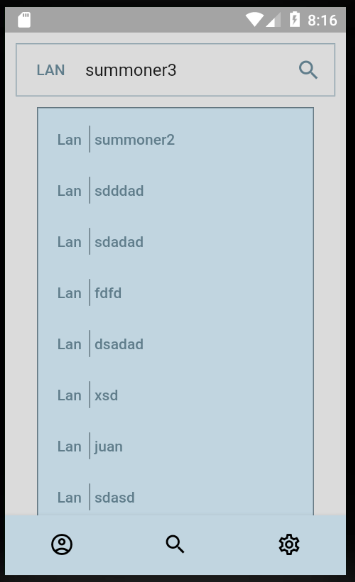 8:16
LAN summoner3
Lan summoner2
Lan sdddad
Lan sdadad
Lan fdfd
Lan dsadad
Lan xsd
Lan juan
Lan sdasd